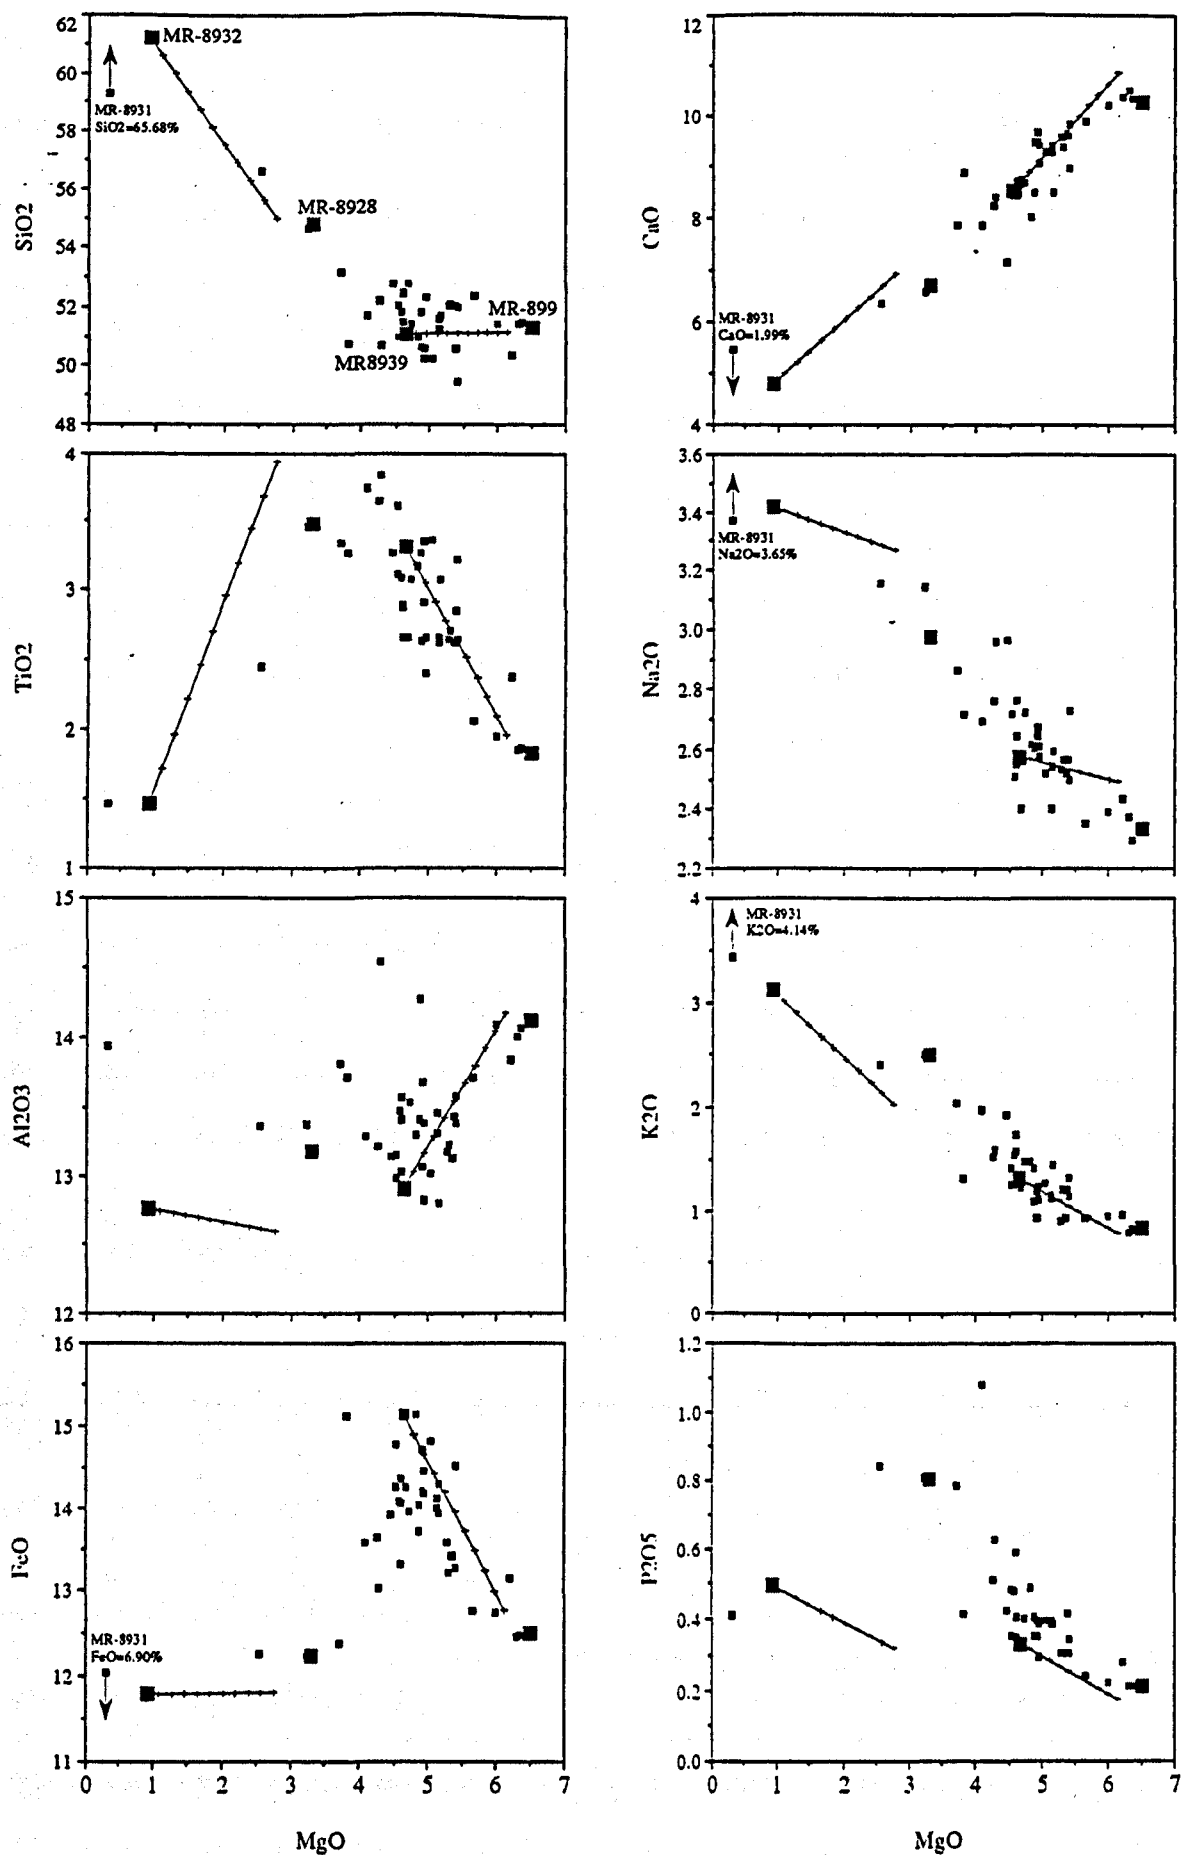 62
60
58
56
54
52
50
48
SiO2
MR-8932
MR-8931
SiO2=65.68%
MR-8928
MR-899
MR8939
12
10
8
6
4
CaO
MR-8931
CaO=1.99%
4
3
2
1
TiO2
3.6
3.4
3.2
3.0
2.8
2.6
2.4
2.2
Na2O
MR-8931
Na2O=3.65%
15
14
13
12
Al2O3
4
3
2
1
0
K2O
MR-8931
K2O=4.14%
16
15
14
13
12
11
FeO
MR-8931
FeO=6.90%
0 1 2 3 4 5 6 7
MgO
1.2
1.0
0.8
0.6
0.4
0.2
0.0
P2O5
0 1 2 3 4 5 6 7
MgO